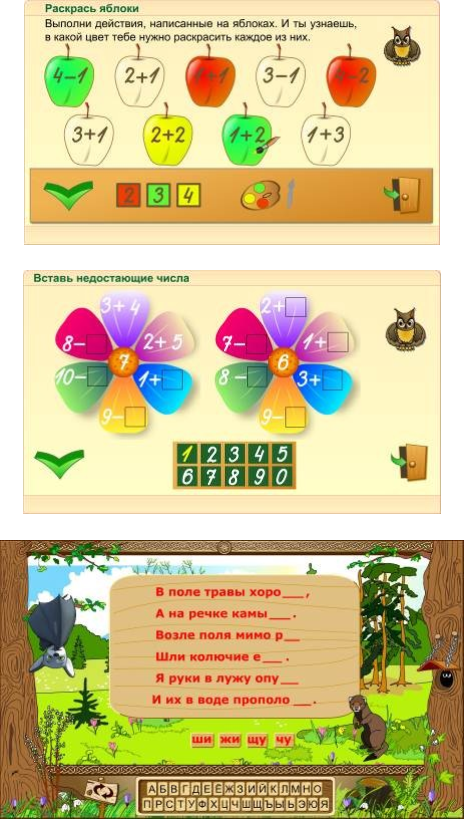 Раскрась яблоки
Выполни действия, написанные на яблоках. И ты узнаешь,
в какой цвет тебе нужно раскрасить каждое из них.
4−1 2+1 1+1 3−1 4−2
3+1 2+2 1+2 1+3
2 3 4
Вставь недостающие числа
3+4 2+
8− 2+5 7− 1+
7 6
10− 1+ 8− 3+
9− 9−
1 2 3 4 5
6 7 8 9 0
В поле травы хоро___,
А на речке камы___.
Возле поля мимо р__
Шли колючие е___.
Я руки в лужу опу__
И их в воде прополо __.
ши жи щу чу
АБВГДЕЁЖЗИЙКЛМНО
ПРСТУФХЦЧШЩЪЫЬЭЮЯ